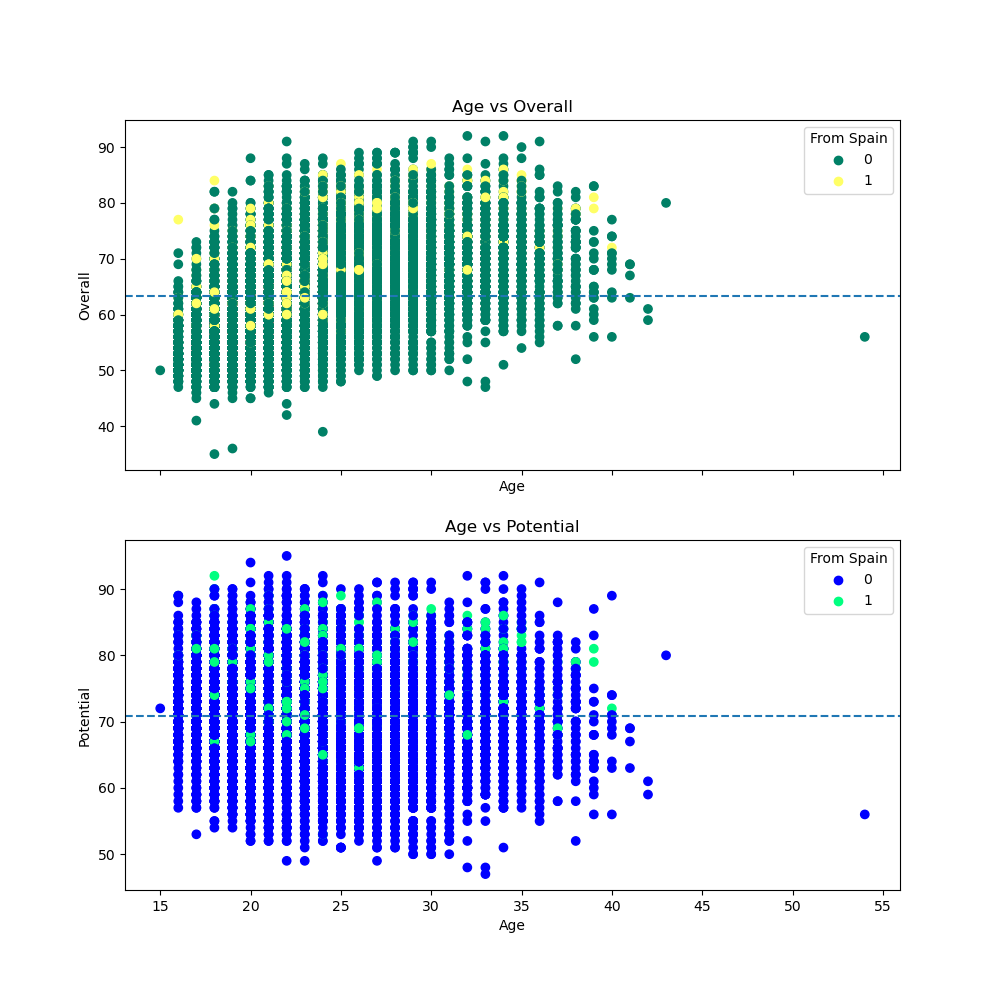 Age vs Overall
From Spain
0
1
90
80
70
60
50
40
Overall
Age
Age vs Potential
From Spain
0
1
90
80
70
60
50
Potential
15 20 25 30 35 40 45 50 55
Age